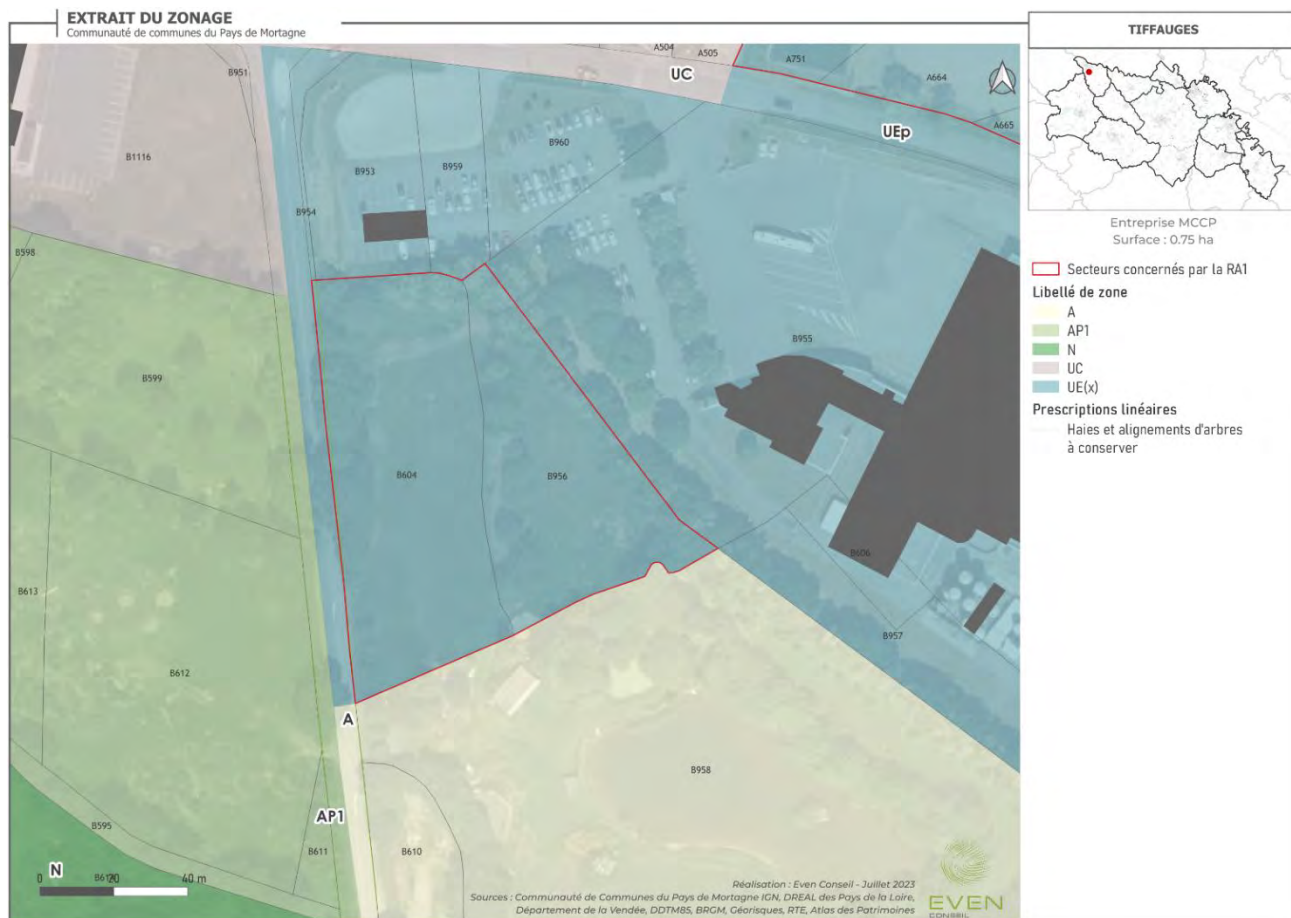 EXTRAIT DU ZONAGE
Communauté de communes du Pays de Mortagne
TIFFAUGES
Entreprise MCCP
Surface : 0.75 ha
Secteurs concernés par la RA1
Libellé de zone
A
AP1
N
UC
UE(x)
Prescriptions linéaires
Haies et alignements d'arbres
à conserver
A504
A505
A751
A664
A665
UC
UEp
B951
B1116
B953
B959
B960
B954
B598
B599
B955
B604
B956
B606
B957
B613
B612
A
B958
AP1
B595
B611
B610
N
0
20
40 m
Réalisation : Even Conseil - Juillet 2023
Sources : Communauté de Communes du Pays de Mortagne IGN, DREAL des Pays de la Loire,
Département de la Vendée, DDTM85, BRGM, Géorisques, RTE, Atlas des Patrimoines
EVEN
CONSEIL